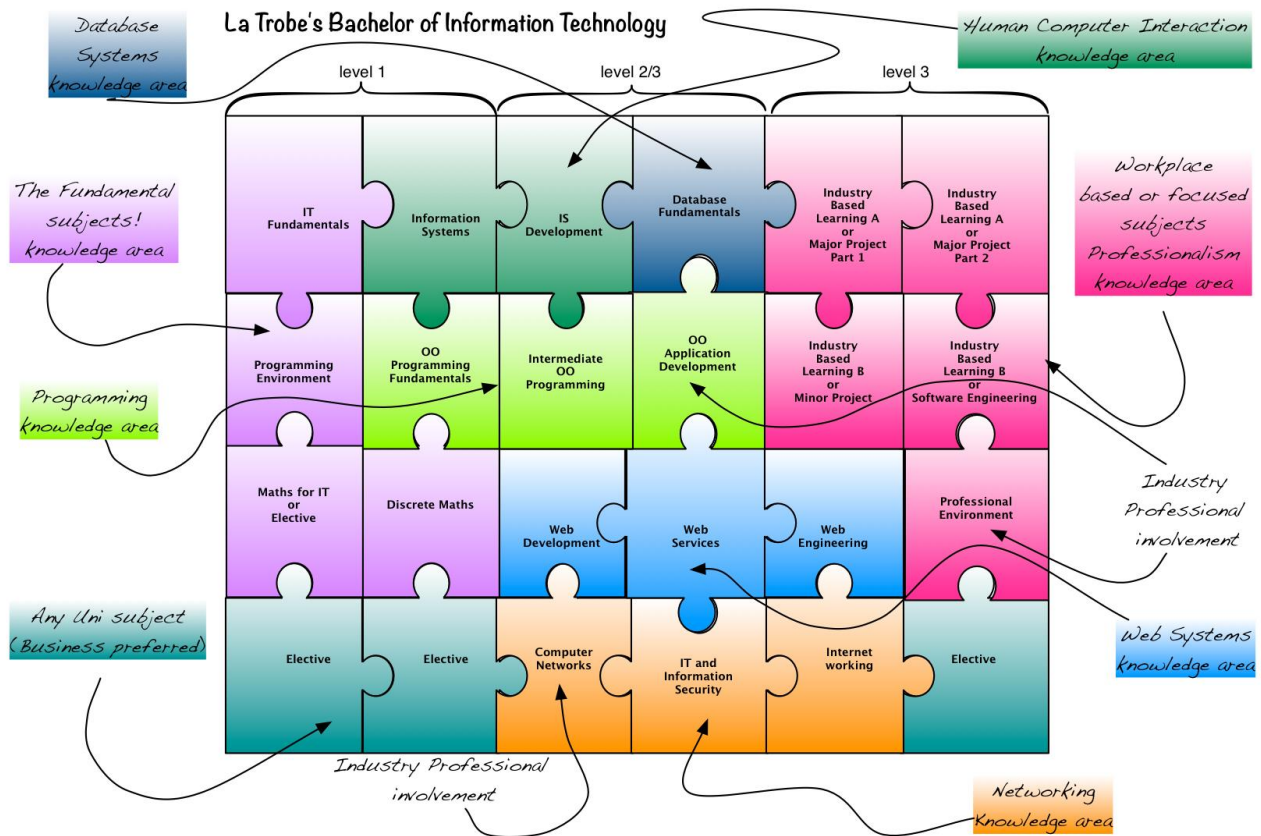 La Trobe's Bachelor of Information Technology
Database
Systems
knowledge area
Human Computer Interaction
knowledge area
level 1
level 2/3
level 3
The Fundamental
subjects!
knowledge area
IT
Fundamentals
Information
Systems
IS
Development
Database
Fundamentals
Industry
Based
Learning A
or
Major Project
Part 1
Industry
Based
Learning A
or
Major Project
Part 2
Workplace
based or focused
subjects
Professionalism
knowledge area
Programming
knowledge area
Programming
Environment
OO
Programming
Fundamentals
Intermediate
OO
Programming
OO
Application
Development
Industry
Based
Learning B
or
Minor Project
Industry
Based
Learning B
or
Software Engineering
Maths for IT
or
Elective
Discrete Maths
Web
Development
Web
Services
Web
Engineering
Professional
Environment
Industry
Professional
involvement
Any Uni subject
(Business preferred)
Elective
Elective
Computer
Networks
IT and
Information
Security
Internet
working
Elective
Web Systems
knowledge area
Industry Professional
involvement
Networking
Knowledge area